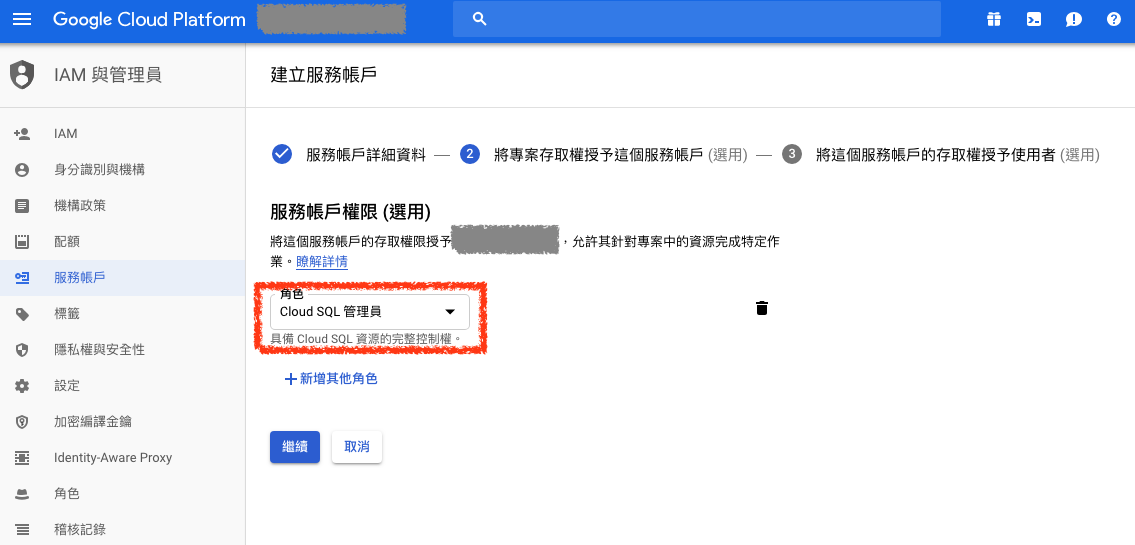 Google Cloud Platform
IAM 與管理員
建立服務帳戶
IAM
身分識別與機構
機構政策
配額
服務帳戶
標籤
隱私權與安全性
設定
加密編譯金鑰
Identity-Aware Proxy
角色
稽核記錄
服務帳戶詳細資料 — 2 將專案存取權授予這個服務帳戶 (選用) — 3 將這個服務帳戶的存取權授予使用者 (選用)
服務帳戶權限 (選用)
將這個服務帳戶的存取權限授予 ，允許其針對專案中的資源完成特定作
業。瞭解詳情
角色
Cloud SQL 管理員
具備 Cloud SQL 資源的完整控制權。
+ 新增其他角色
繼續 取消